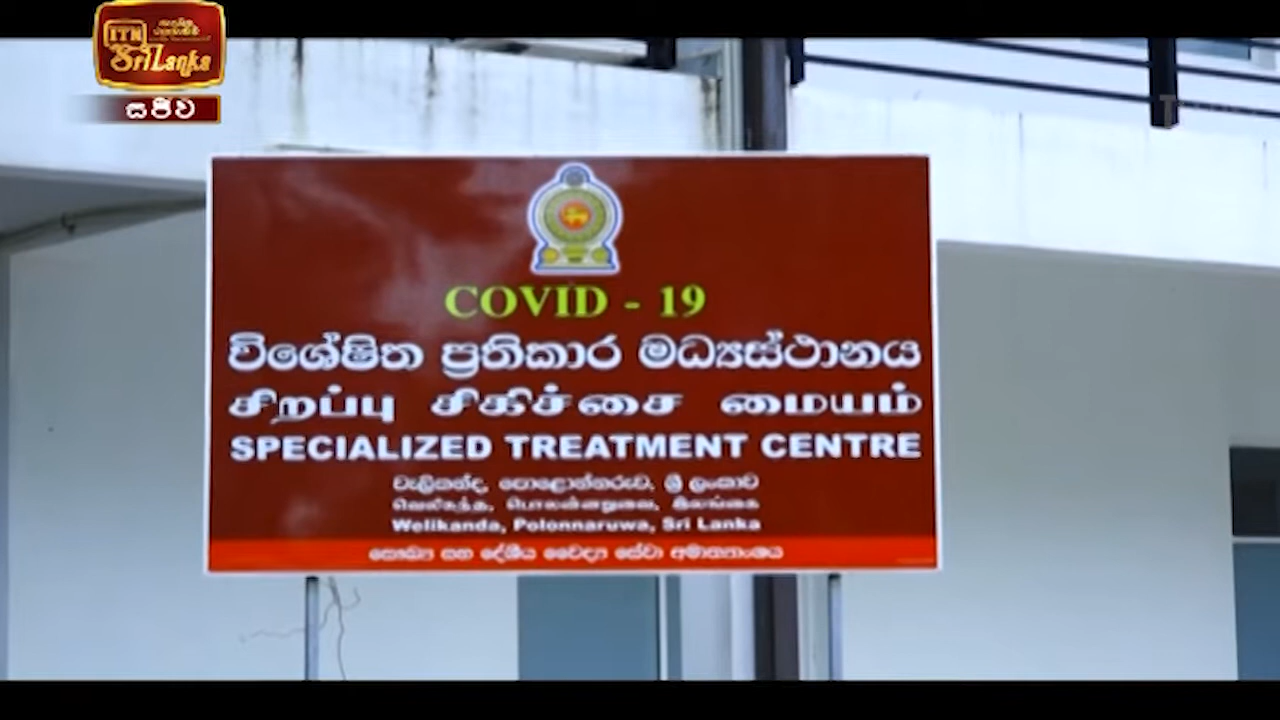 ITN
Sri Lanka
සජීව
COVID - 19
විශේෂිත ප්‍රතිකාර මධ්‍යස්ථානය
சிறப்பு சிகிச்சை மையம்
SPECIALIZED TREATMENT CENTRE
වැලිකන්ද, පොළොන්නරුව, ශ්‍රී ලංකාව
வெலிகந்த, பொலன்னறுவை, இலங்கை
Welikanda, Polonnaruwa, Sri Lanka
සෞඛ්‍ය සහ දේශීය වෛද්‍ය සේවා අමාත්‍යාංශය